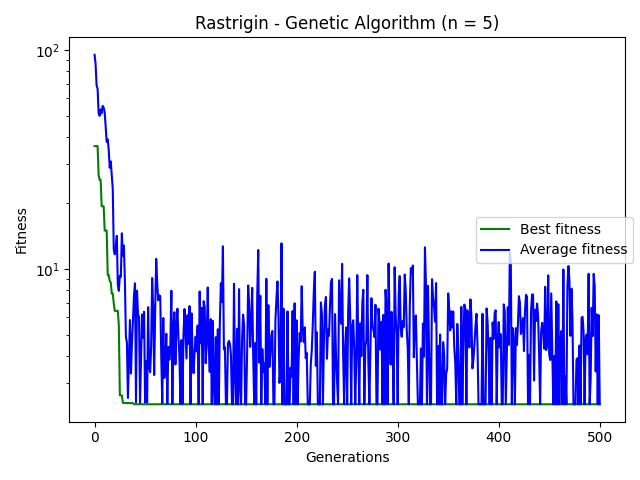 Rastrigin - Genetic Algorithm (n = 5)
10²
10¹
Fitness
Best fitness
Average fitness
0
100
200
300
400
500
Generations